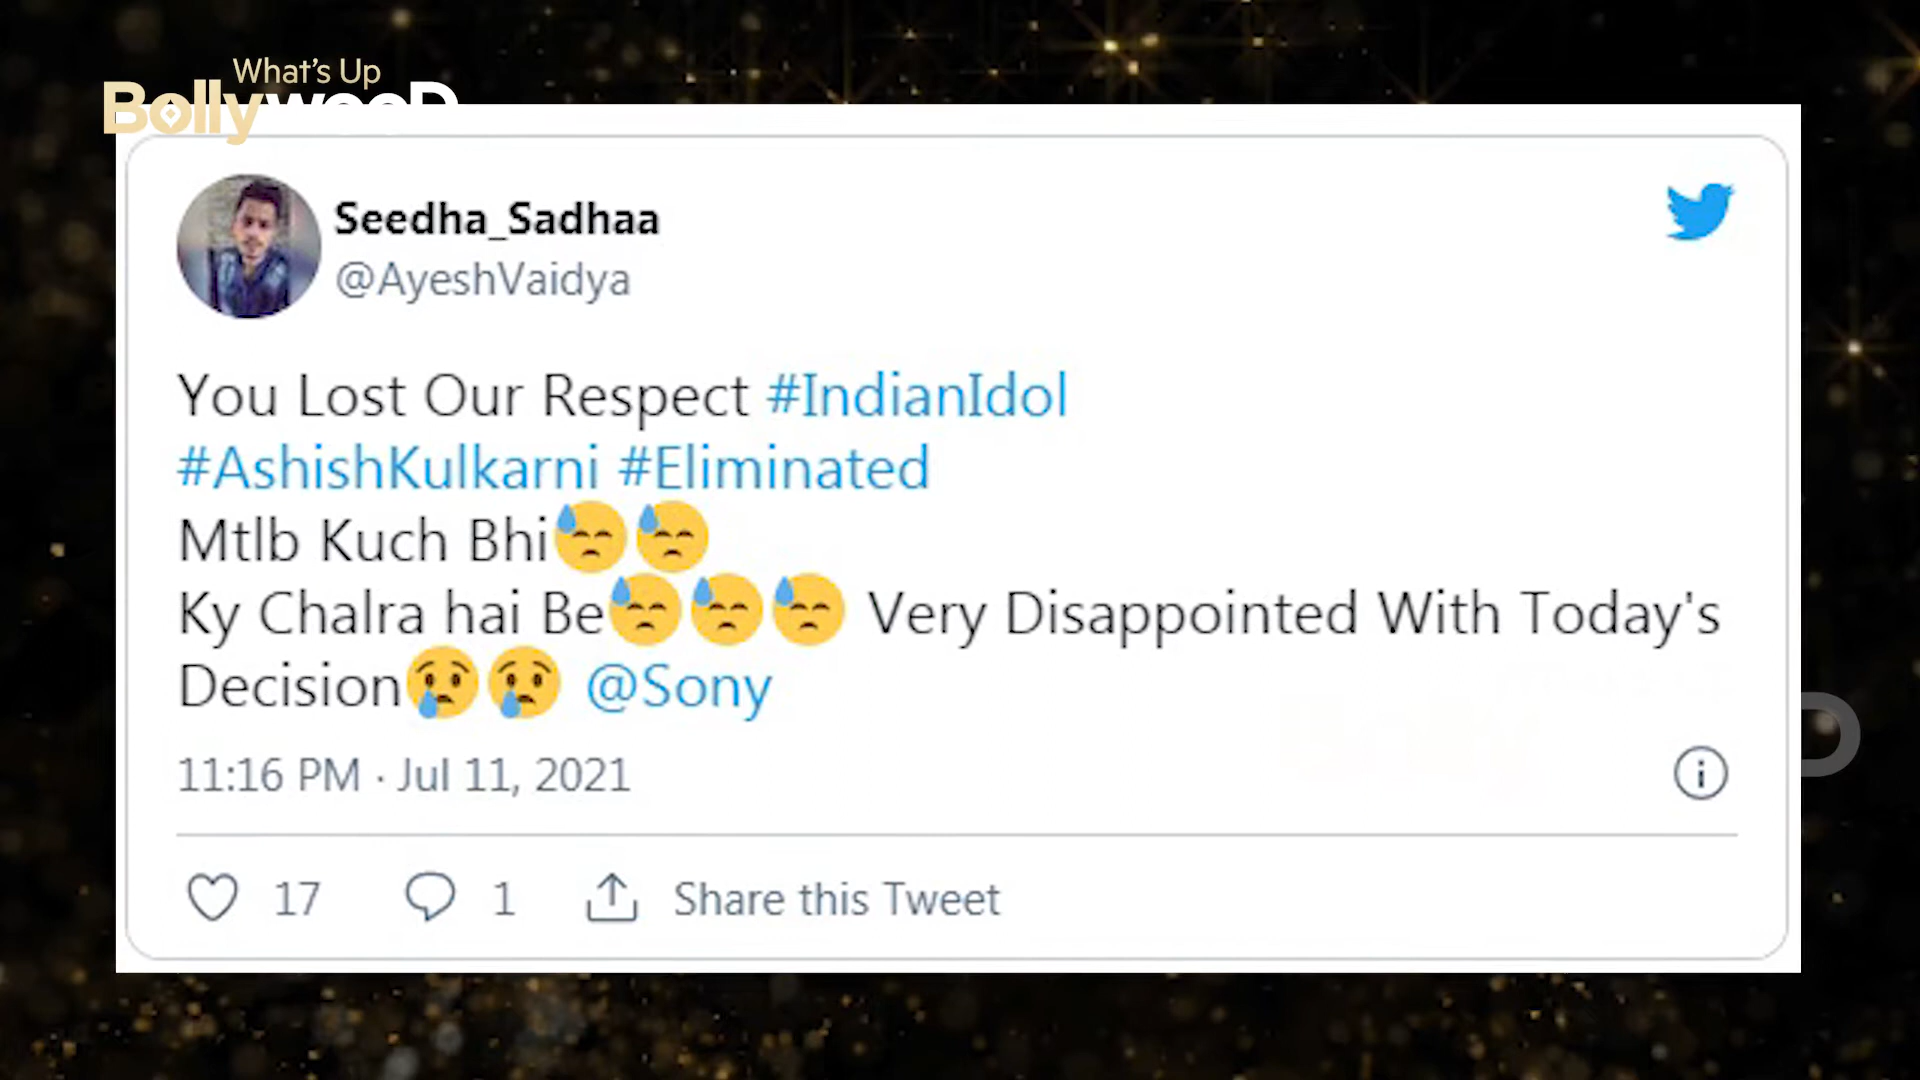 What's Up
BollywooD
Seedha_Sadhaa
@AyeshVaidya
You Lost Our Respect #IndianIdol
#AshishKulkarni #Eliminated
Mtlb Kuch Bhi😓😓
Ky Chalra hai Be😓😓😓 Very Disappointed With Today's
Decision😢😢 @Sony
11:16 PM · Jul 11, 2021
17 1 Share this Tweet